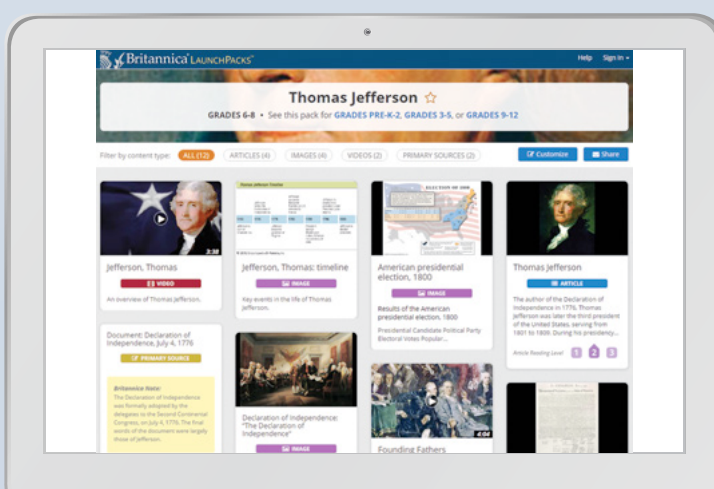 Britannica LAUNCHPACKS
Help Sign In
Thomas Jefferson
GRADES 6-8 • See this pack for GRADES PRE-K-2, GRADES 3-5, or GRADES 9-12
Filter by content type: ALL (12) ARTICLES (4) IMAGES (4) VIDEOS (2) PRIMARY SOURCES (2) Customize Share
3:38
Jefferson, Thomas
VIDEO
An overview of Thomas Jefferson.
Document: Declaration of
Independence, July 4, 1776
PRIMARY SOURCE
Britannica Note:
The Declaration of Independence
was formally adopted by the
delegates to the Second Continental
Congress, on July 4, 1776. The final
words of the document were largely
those of Jefferson.
Thomas Jefferson Timeline
Jefferson, Thomas: timeline
IMAGE
Key events in the life of Thomas
Jefferson.
Declaration of Independence:
"The Declaration of
Independence"
IMAGE
ELECTION OF 1800
American presidential
election, 1800
IMAGE
Results of the American
presidential election, 1800
Presidential Candidate Political Party
Electoral Votes Popular...
4:04
Founding Fathers
Thomas Jefferson
ARTICLE
The author of the Declaration of
Independence in 1776, Thomas
Jefferson was later the third president
of the United States, serving from
1801 to 1809. During his presidency...
Article Reading Level 1 2 3